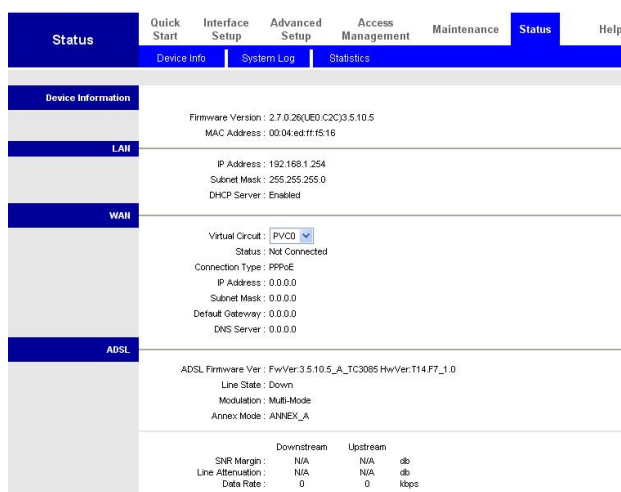 Status
Quick Start
Interface Setup
Advanced Setup
Access Management
Maintenance
Status
Help
Device Info System Log Statistics
Device Information
Firmware Version : 2.7.0.26(UE0.C2C)3.5.10.5
MAC Address : 00:04:ed:ff:f5:16
LAN
IP Address : 192.168.1.254
Subnet Mask : 255.255.255.0
DHCP Server : Enabled
WAN
Virtual Circuit : PVC0
Status : Not Connected
Connection Type : PPPoE
IP Address : 0.0.0.0
Subnet Mask : 0.0.0.0
Default Gateway : 0.0.0.0
DNS Server : 0.0.0.0
ADSL
ADSL Firmware Ver : FwVer:3.5.10.5_A_TC3085 HwVer:T14.F7_1.0
Line State : Down
Modulation : Multi-Mode
Annex Mode : ANNEX_A
Downstream Upstream
SNR Margin : N/A N/A db
Line Attenuation : N/A N/A db
Data Rate : 0 0 kbps